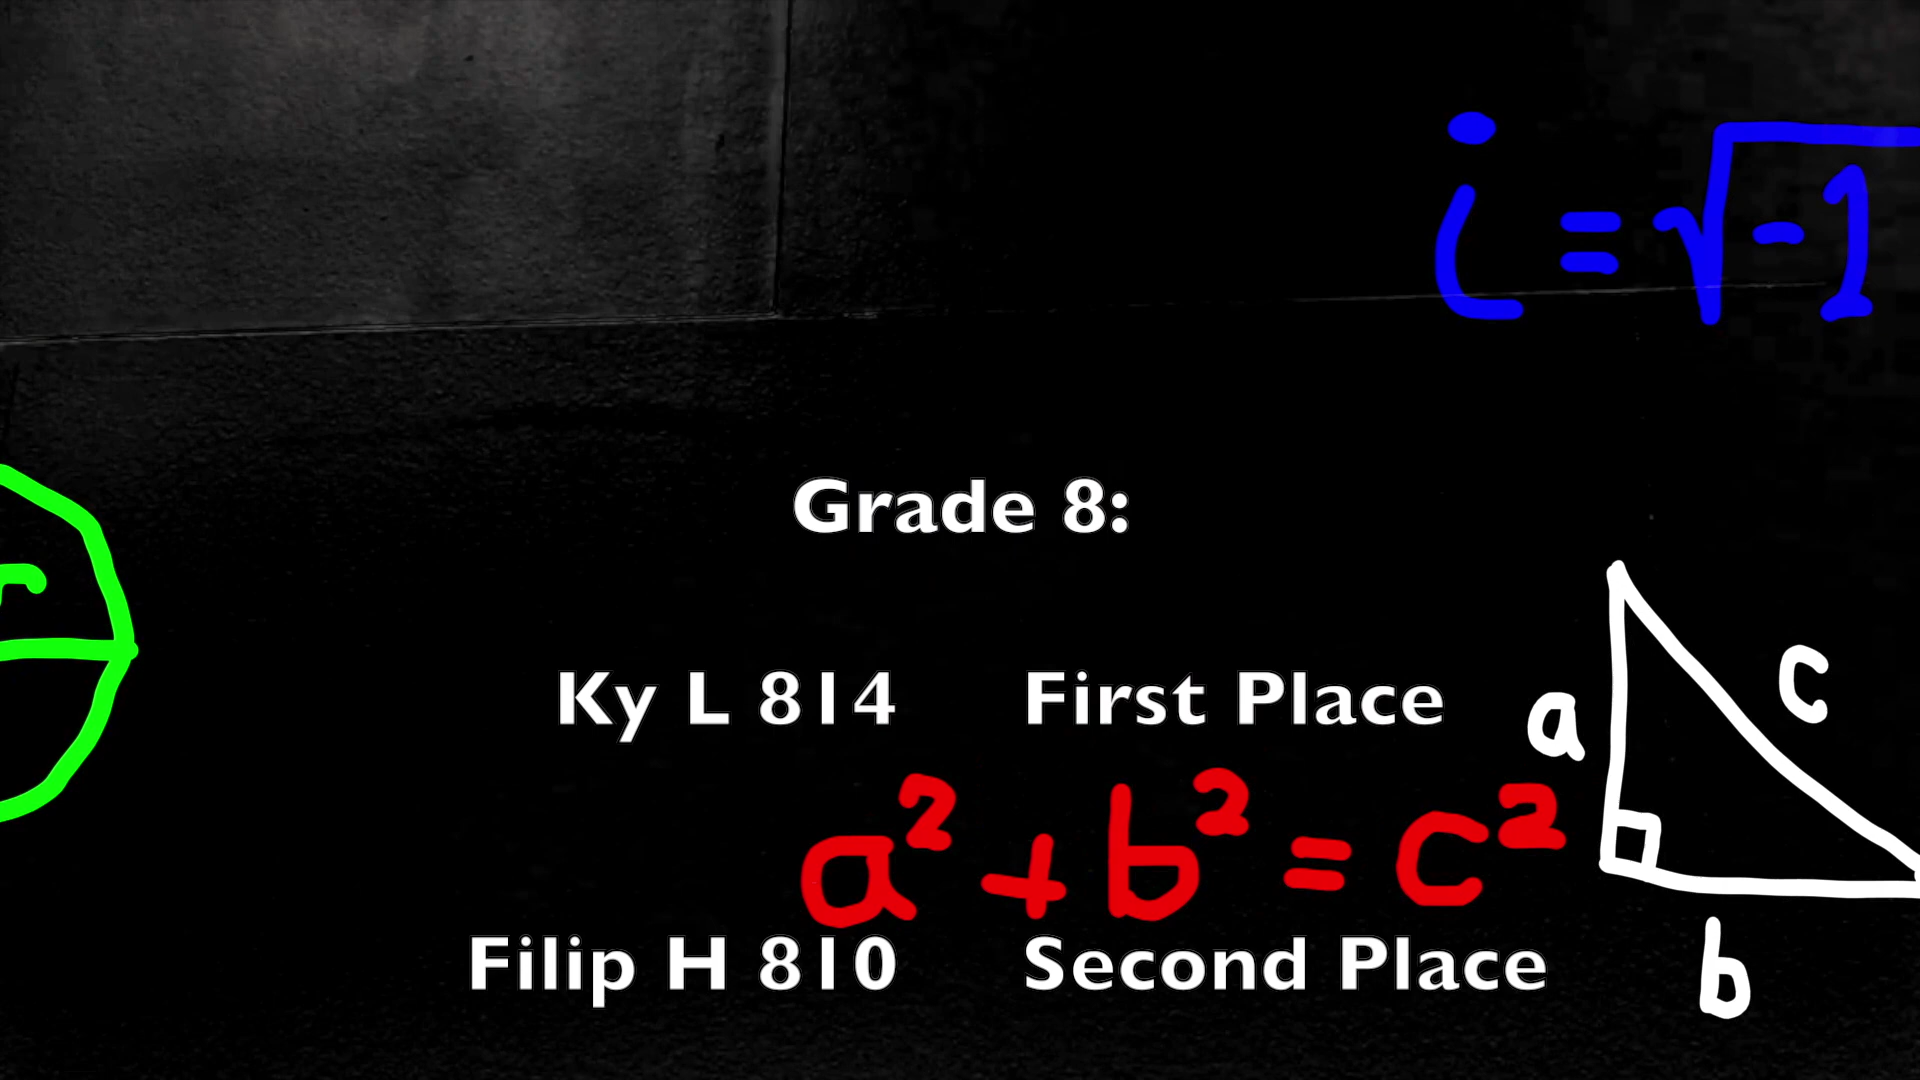 i = √-1
Grade 8:
r
Ky L 814 First Place
a
c
a² + b² = c²
Filip H 810 Second Place
b